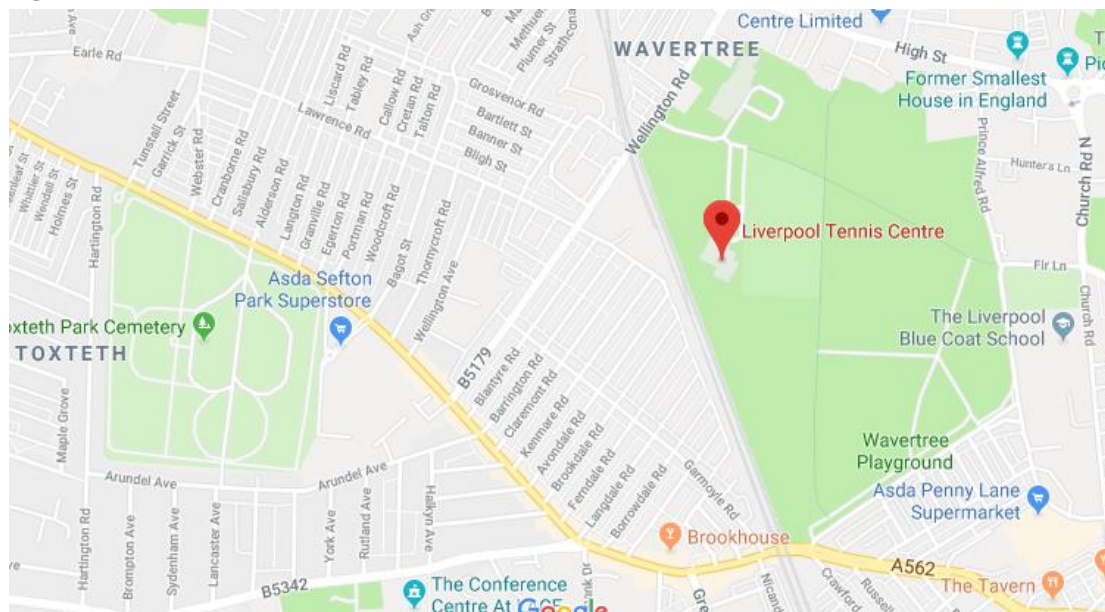 Centre Limited
WAVERTREE
High St
Former Smallest
House in England
Earle Rd
Ash Gr
Methuen St
Plumer St
Strathcona
Liscard Rd
Tabley Rd
Callow Rd
Cretan Rd
Talton Rd
Lawrence Rd
Grosvenor Rd
Bartlett St
Banner St
Bligh St
Wellington Rd
Prince Alfred Rd
Hunter's Ln
Church Rd N
Tunstall Street
Garrick St
Webster Rd
Cranborne Rd
Salisbury Rd
Alderson Rd
Langton Rd
Granville Rd
Egerton Rd
Portman Rd
Woodcroft Rd
Bagot St
Thornycroft Rd
Wellington Ave
Whittier St
Wendell St
Holmes St
Hartington Rd
Liverpool Tennis Centre
Fir Ln
Church Rd
Asda Sefton
Park Superstore
oxteth Park Cemetery
TOXTETH
The Liverpool
Blue Coat School
B5179
Blantyre Rd
Barrington Rd
Claremont Rd
Kenmare Rd
Avondale Rd
Brookdale Rd
Ferndale Rd
Langdale Rd
Borrowdale Rd
Garmoyle Rd
Maple Grove
Arundel Ave
Arundel Ave
Wavertree
Playground
Asda Penny Lane
Supermarket
Hartington Rd
Brompton Ave
Sydenham Ave
Lancaster Ave
York Ave
Rutland Ave
Halkyn Ave
Brookhouse
A562
B5342
The Conference
Centre At
Google
Crawford
Russell
The Tavern